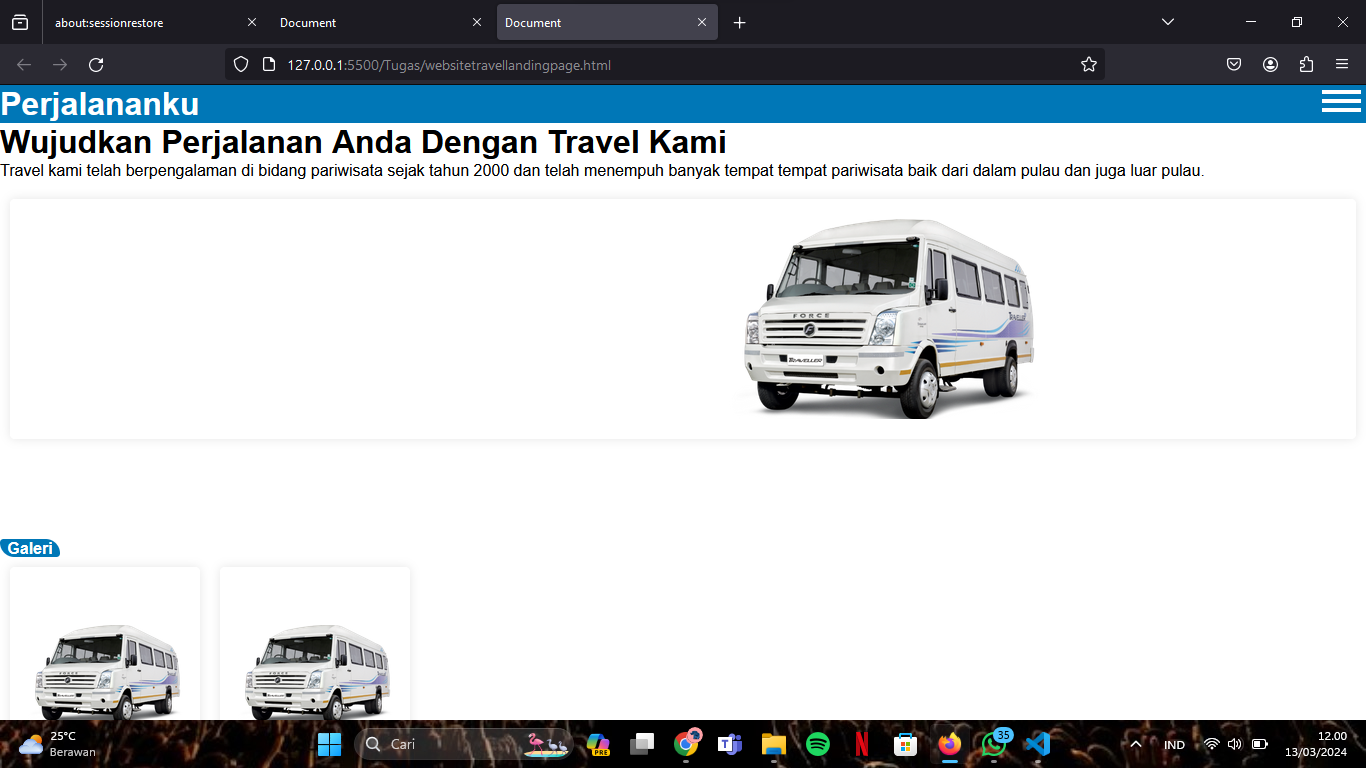 about:sessionrestore
Document
Document
127.0.0.1:5500/Tugas/websitetravellandingpage.html
Perjalananku
Wujudkan Perjalanan Anda Dengan Travel Kami
Travel kami telah berpengalaman di bidang pariwisata sejak tahun 2000 dan telah menempuh banyak tempat tempat pariwisata baik dari dalam pulau dan juga luar pulau.
FORCE
TRAVELLER
TRAVELLER
Galeri
FORCE
FORCE
25°C
Berawan
Cari
PRE
35
IND
12.00
13/03/2024